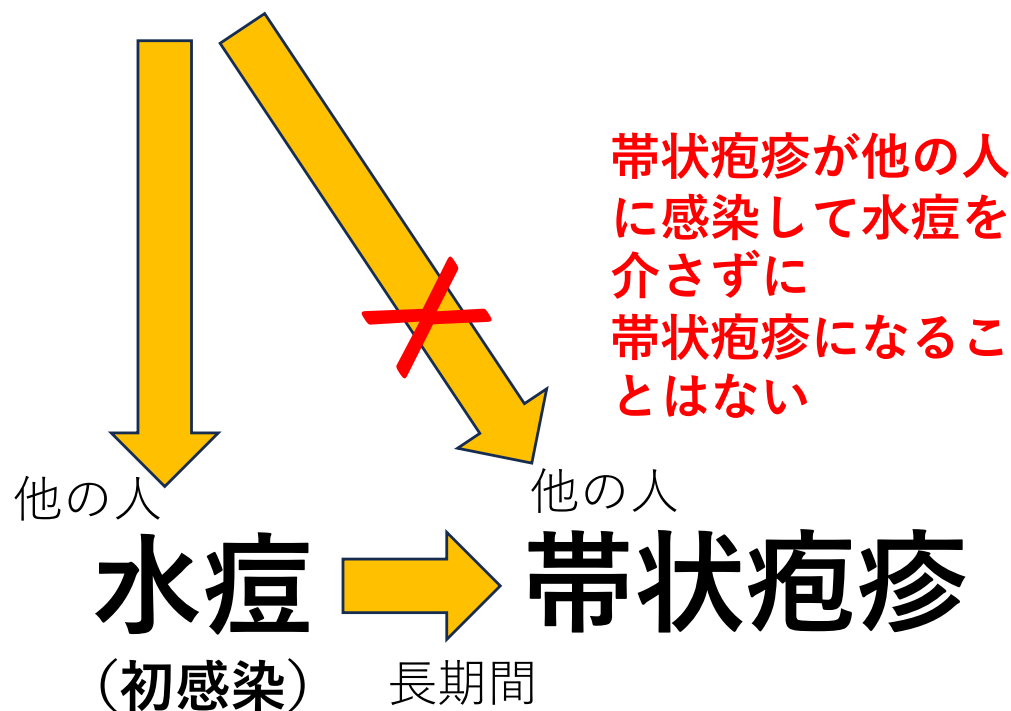 帯状疱疹が他の人
に感染して水痘を
介さずに
帯状疱疹になるこ
とはない
他の人
他の人
水痘
帯状疱疹
（初感染）
長期間